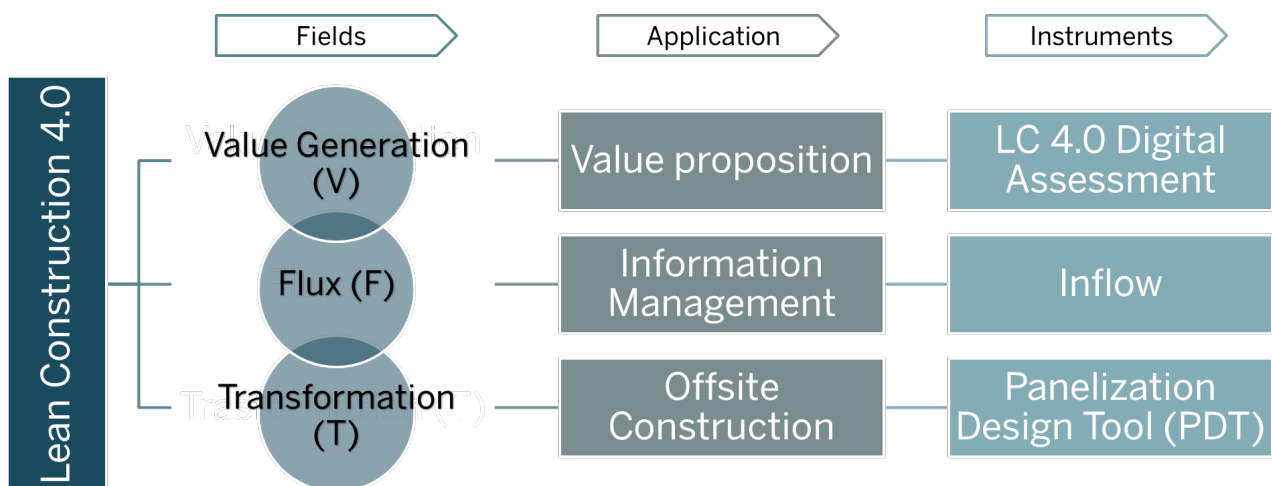 Fields
Application
Instruments
Lean Construction 4.0
Value Generation
(V)
Value proposition
LC 4.0 Digital
Assessment
Flux (F)
Information
Management
Inflow
Transformation
(T)
Offsite
Construction
Panelization
Design Tool (PDT)